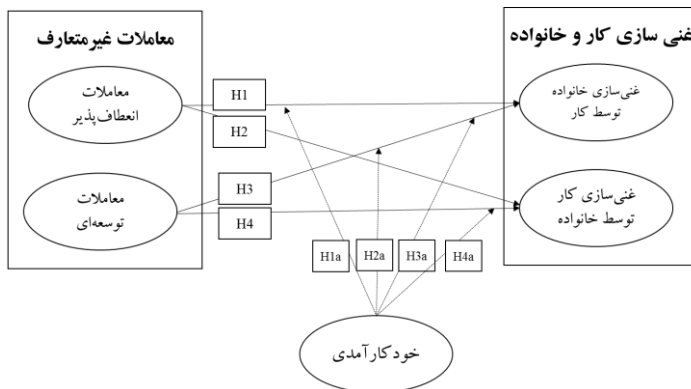 معاملات غیرمتعارف
غنی سازی کار و خانواده
معاملات
انعطاف‌پذیر
H1
H2
غنی‌سازی خانواده
توسط کار
معاملات
توسعه‌ای
H3
H4
غنی‌سازی کار
توسط خانواده
H1a
H2a
H3a
H4a
خودکارآمدی